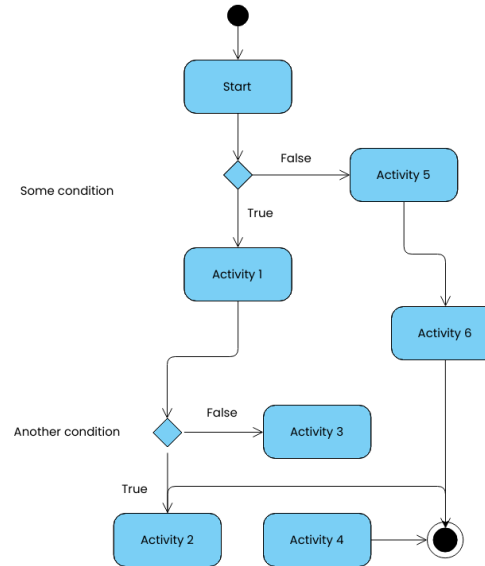 Start
False
Activity 5
Some condition
True
Activity 1
Activity 6
False
Another condition
Activity 3
True
Activity 2
Activity 4